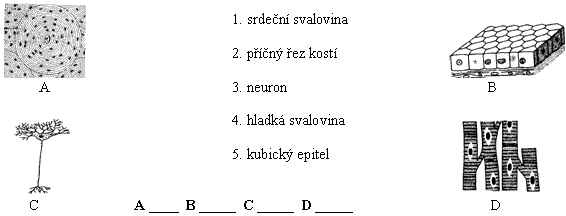 1. srdeční svalovina
2. příčný řez kostí
A
B
3. neuron
4. hladká svalovina
5. kubický epitel
C
D
A ____ B _____ C _____ D _____